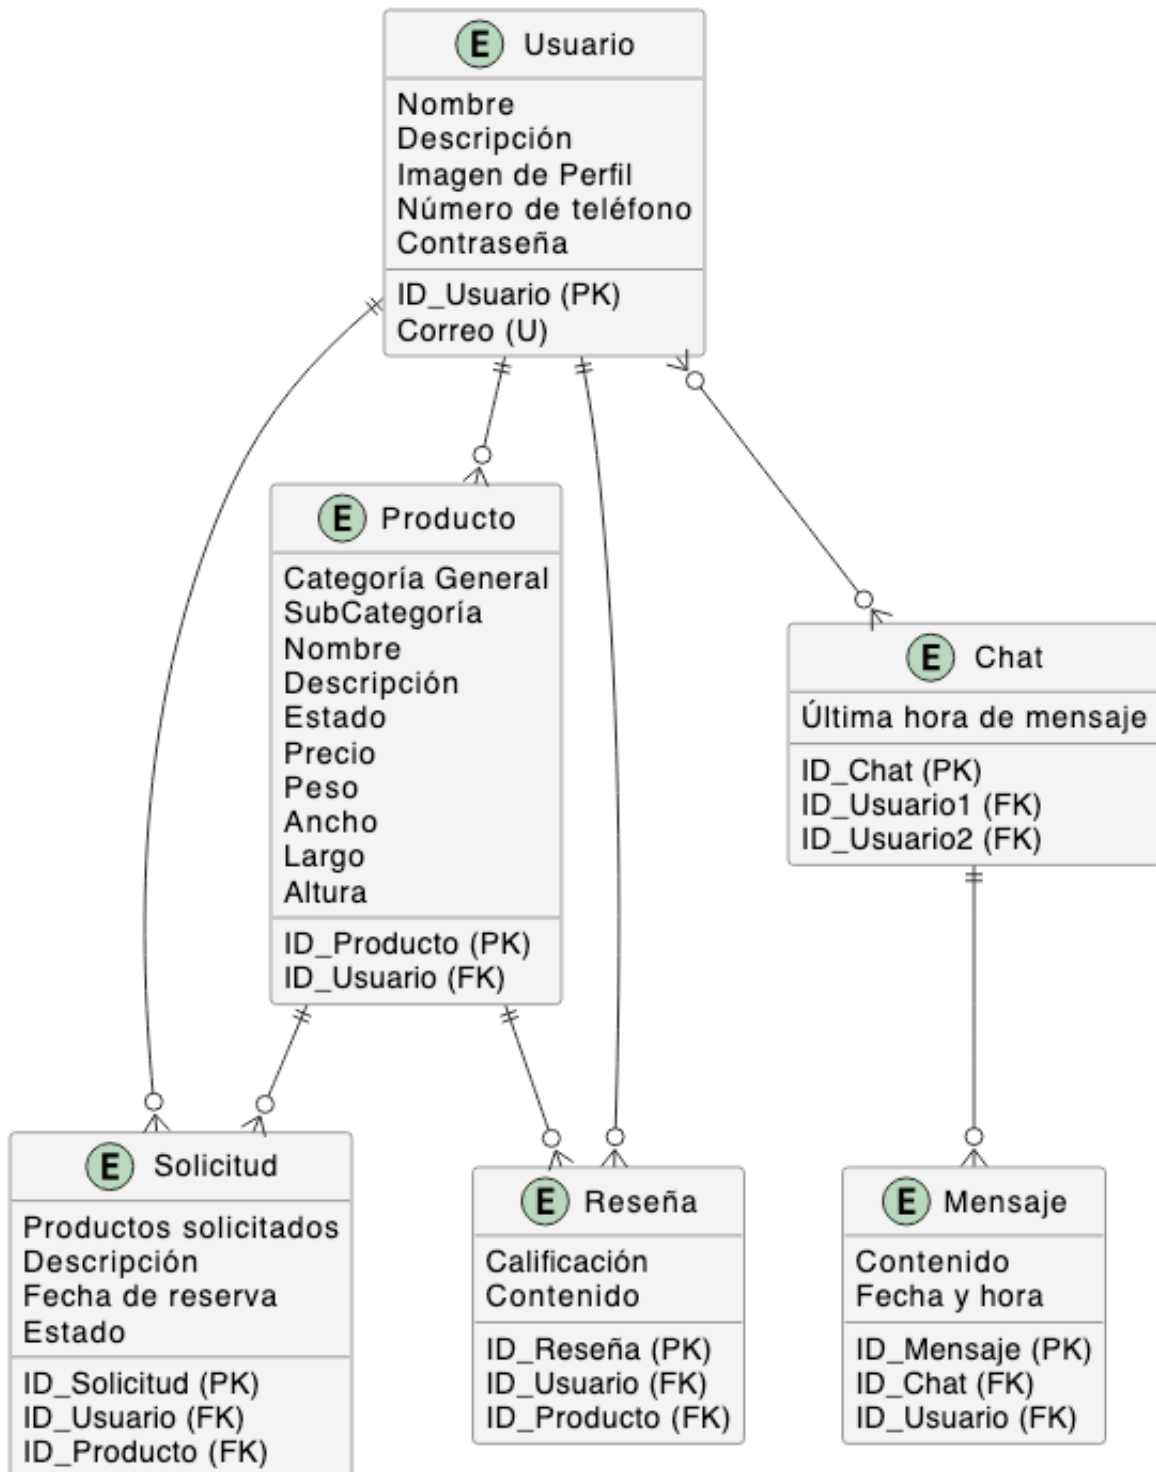 E Usuario
Nombre
Descripción
Imagen de Perfil
Número de teléfono
Contraseña
ID_Usuario (PK)
Correo (U)
E Producto
Categoría General
SubCategoría
Nombre
Descripción
Estado
Precio
Peso
Ancho
Largo
Altura
ID_Producto (PK)
ID_Usuario (FK)
E Chat
Última hora de mensaje
ID_Chat (PK)
ID_Usuario1 (FK)
ID_Usuario2 (FK)
E Solicitud
Productos solicitados
Descripción
Fecha de reserva
Estado
ID_Solicitud (PK)
ID_Usuario (FK)
ID_Producto (FK)
E Reseña
Calificación
Contenido
ID_Reseña (PK)
ID_Usuario (FK)
ID_Producto (FK)
E Mensaje
Contenido
Fecha y hora
ID_Mensaje (PK)
ID_Chat (FK)
ID_Usuario (FK)